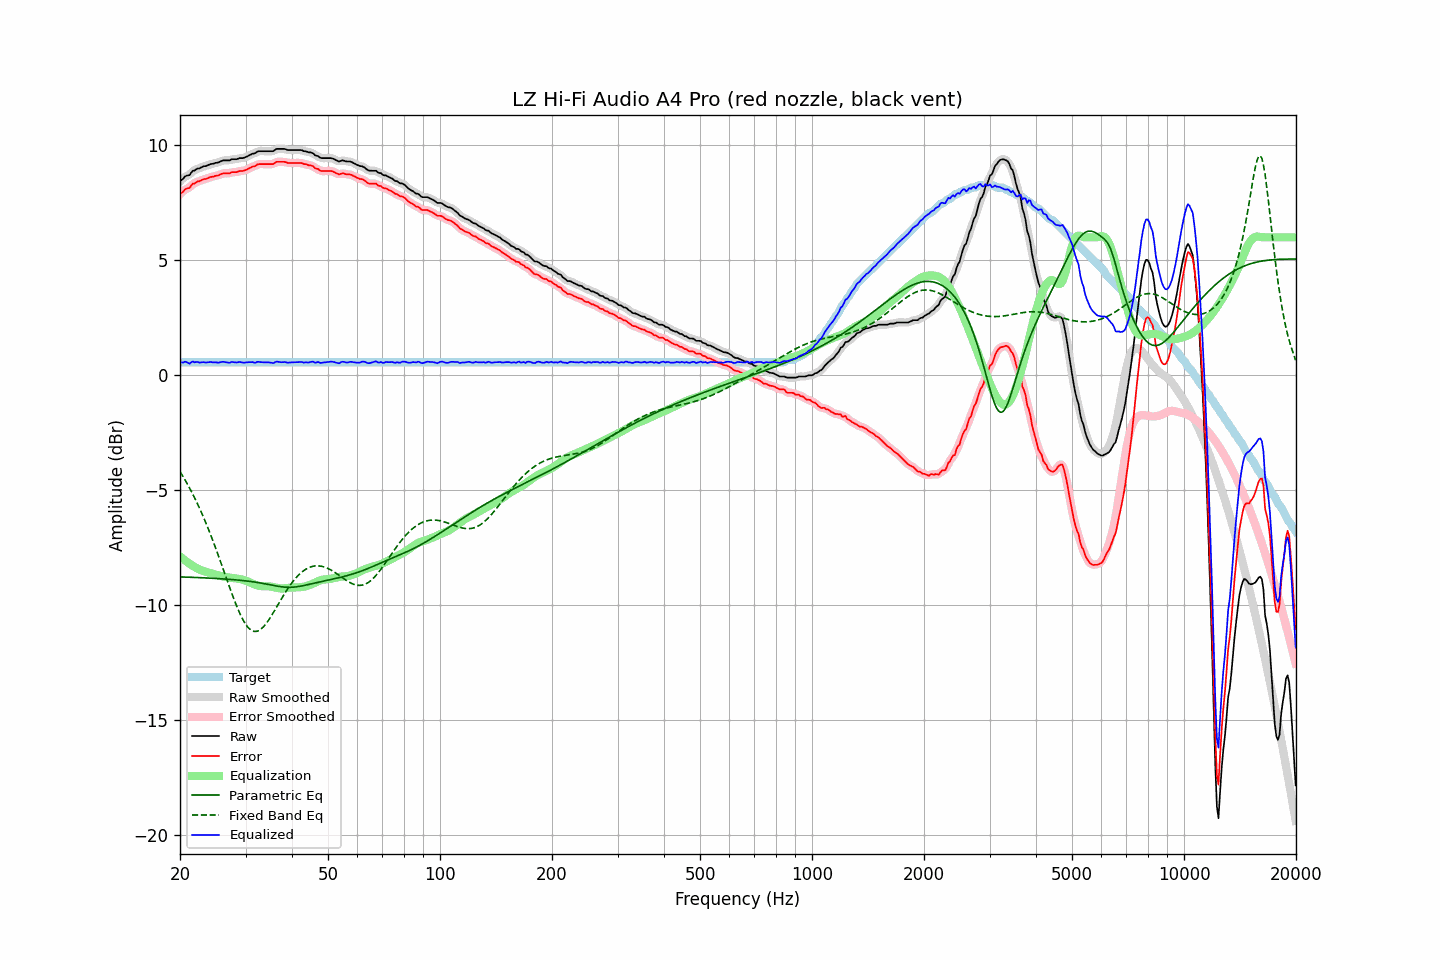 LZ Hi-Fi Audio A4 Pro (red nozzle, black vent)
10
5
0
−5
−10
−15
−20
Amplitude (dBr)
Target
Raw Smoothed
Error Smoothed
Raw
Error
Equalization
Parametric Eq
Fixed Band Eq
Equalized
20 50 100 200 500 1000 2000 5000 10000 20000
Frequency (Hz)